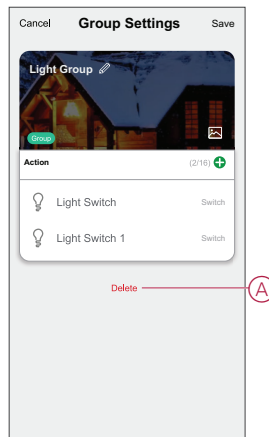 Cancel Group Settings Save
Light Group
Group
Action (2/16)
Light Switch Switch
Light Switch 1 Switch
Delete
A